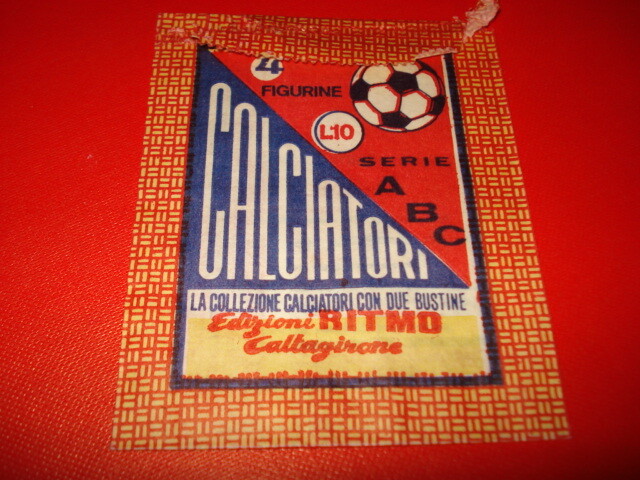 4
FIGURINE
L.10
SERIE
A
B
C
CALCIATORI
LA COLLEZIONE CALCIATORI CON DUE BUSTINE
Edizioni RITMO
Caltagirone